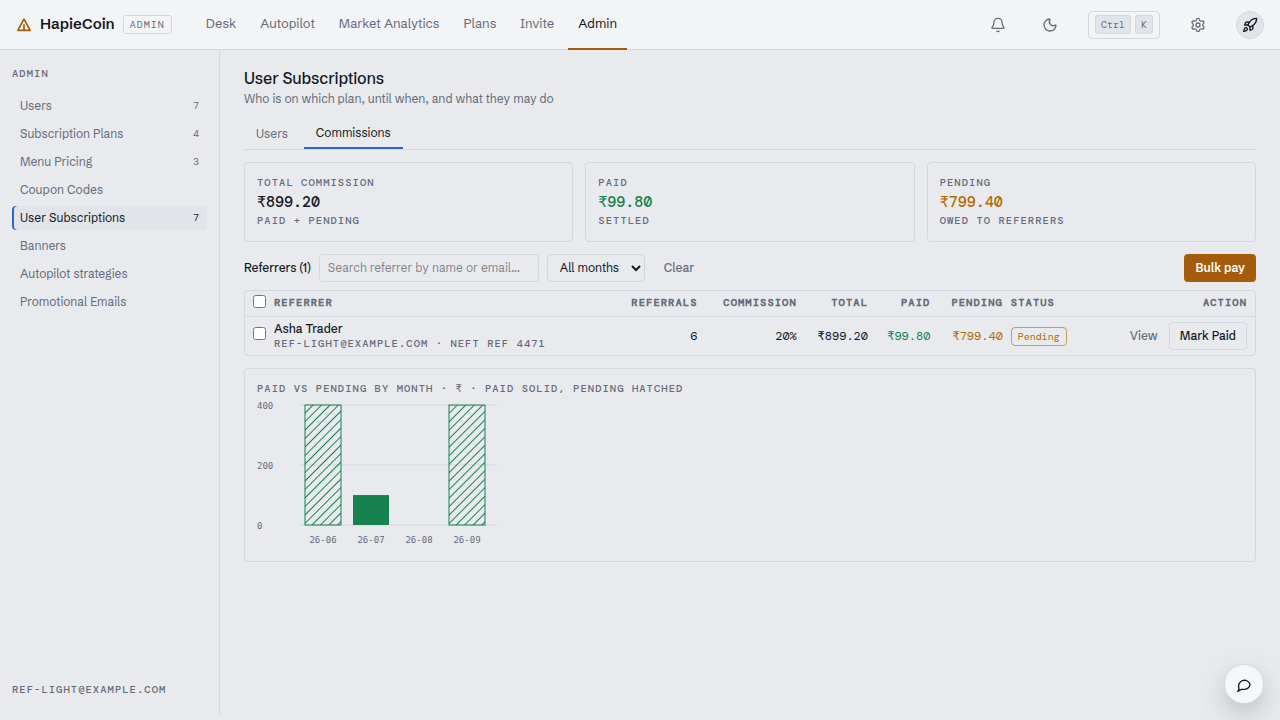 HapieCoin ADMIN Desk Autopilot Market Analytics Plans Invite Admin Ctrl K
ADMIN
Users 7
Subscription Plans 4
Menu Pricing 3
Coupon Codes
User Subscriptions 7
Banners
Autopilot strategies
Promotional Emails
REF-LIGHT@EXAMPLE.COM
User Subscriptions
Who is on which plan, until when, and what they may do
Users Commissions
TOTAL COMMISSION
₹899.20
PAID + PENDING
PAID
₹99.80
SETTLED
PENDING
₹799.40
OWED TO REFERRERS
Referrers (1) Search referrer by name or email... All months Clear Bulk pay
REFERRER REFERRALS COMMISSION TOTAL PAID PENDING STATUS ACTION
Asha Trader 6 20% ₹899.20 ₹99.80 ₹799.40 Pending View Mark Paid
REF-LIGHT@EXAMPLE.COM · NEFT REF 4471
PAID VS PENDING BY MONTH · ₹ · PAID SOLID, PENDING HATCHED
400
200
0
26-06 26-07 26-08 26-09